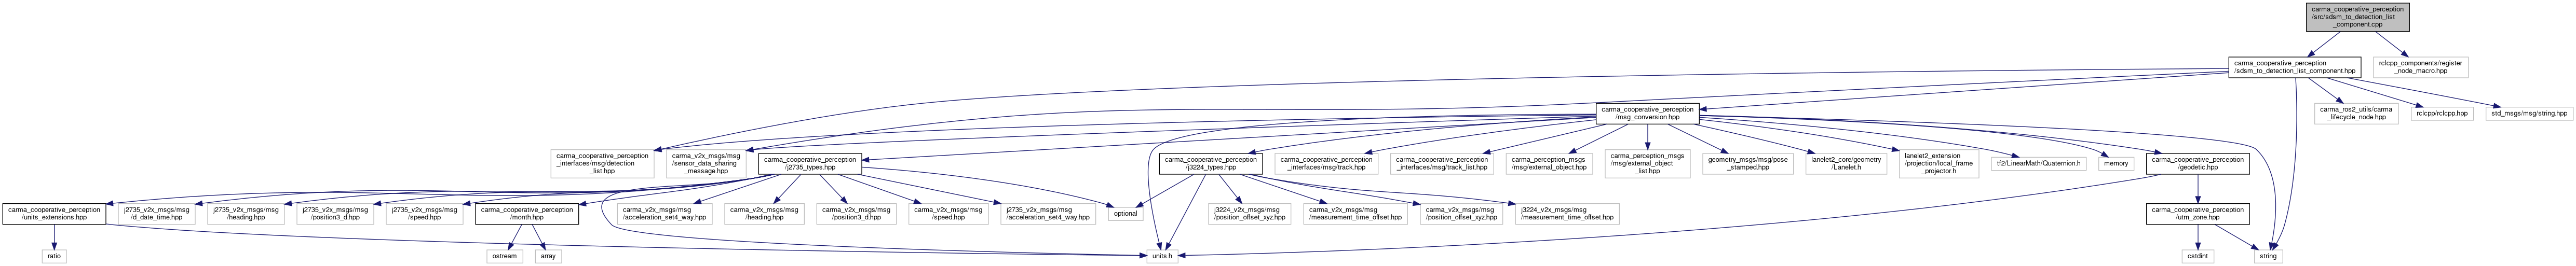 carma_cooperative_perception
/src/sdsm_to_detection_list
_component.cpp
carma_cooperative_perception
/sdsm_to_detection_list_component.hpp
rclcpp_components/register
_node_macro.hpp
carma_cooperative_perception
/msg_conversion.hpp
carma_ros2_utils/carma
_lifecycle_node.hpp
rclcpp/rclcpp.hpp
std_msgs/msg/string.hpp
carma_cooperative_perception
_interfaces/msg/detection
_list.hpp
carma_v2x_msgs/msg
/sensor_data_sharing
_message.hpp
carma_cooperative_perception
/j2735_types.hpp
carma_cooperative_perception
/j3224_types.hpp
carma_cooperative_perception
_interfaces/msg/track.hpp
carma_cooperative_perception
_interfaces/msg/track_list.hpp
carma_perception_msgs
/msg/external_object.hpp
carma_perception_msgs
/msg/external_object
_list.hpp
geometry_msgs/msg/pose
_stamped.hpp
lanelet2_core/geometry
/Lanelet.h
lanelet2_extension
/projection/local_frame
_projector.h
tf2/LinearMath/Quaternion.h
memory
carma_cooperative_perception
/geodetic.hpp
carma_cooperative_perception
/units_extensions.hpp
j2735_v2x_msgs/msg
/d_date_time.hpp
j2735_v2x_msgs/msg
/heading.hpp
j2735_v2x_msgs/msg
/position3_d.hpp
j2735_v2x_msgs/msg
/speed.hpp
carma_cooperative_perception
/month.hpp
carma_v2x_msgs/msg
/acceleration_set4_way.hpp
carma_v2x_msgs/msg
/heading.hpp
carma_v2x_msgs/msg
/position3_d.hpp
carma_v2x_msgs/msg
/speed.hpp
j2735_v2x_msgs/msg
/acceleration_set4_way.hpp
optional
j3224_v2x_msgs/msg
/position_offset_xyz.hpp
carma_v2x_msgs/msg
/measurement_time_offset.hpp
carma_v2x_msgs/msg
/position_offset_xyz.hpp
j3224_v2x_msgs/msg
/measurement_time_offset.hpp
carma_cooperative_perception
/utm_zone.hpp
ratio
ostream
array
units.h
cstdint
string